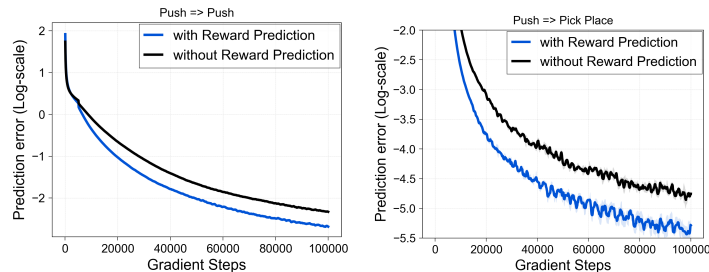 Push => Push
with Reward Prediction
without Reward Prediction
Prediction error (Log-scale)
2
1
0
−1
−2
0
20000
40000
60000
80000
100000
Gradient Steps
Push => Pick Place
with Reward Prediction
without Reward Prediction
Prediction error (Log-scale)
−2.0
−2.5
−3.0
−3.5
−4.0
−4.5
−5.0
−5.5
0
20000
40000
60000
80000
100000
Gradient Steps